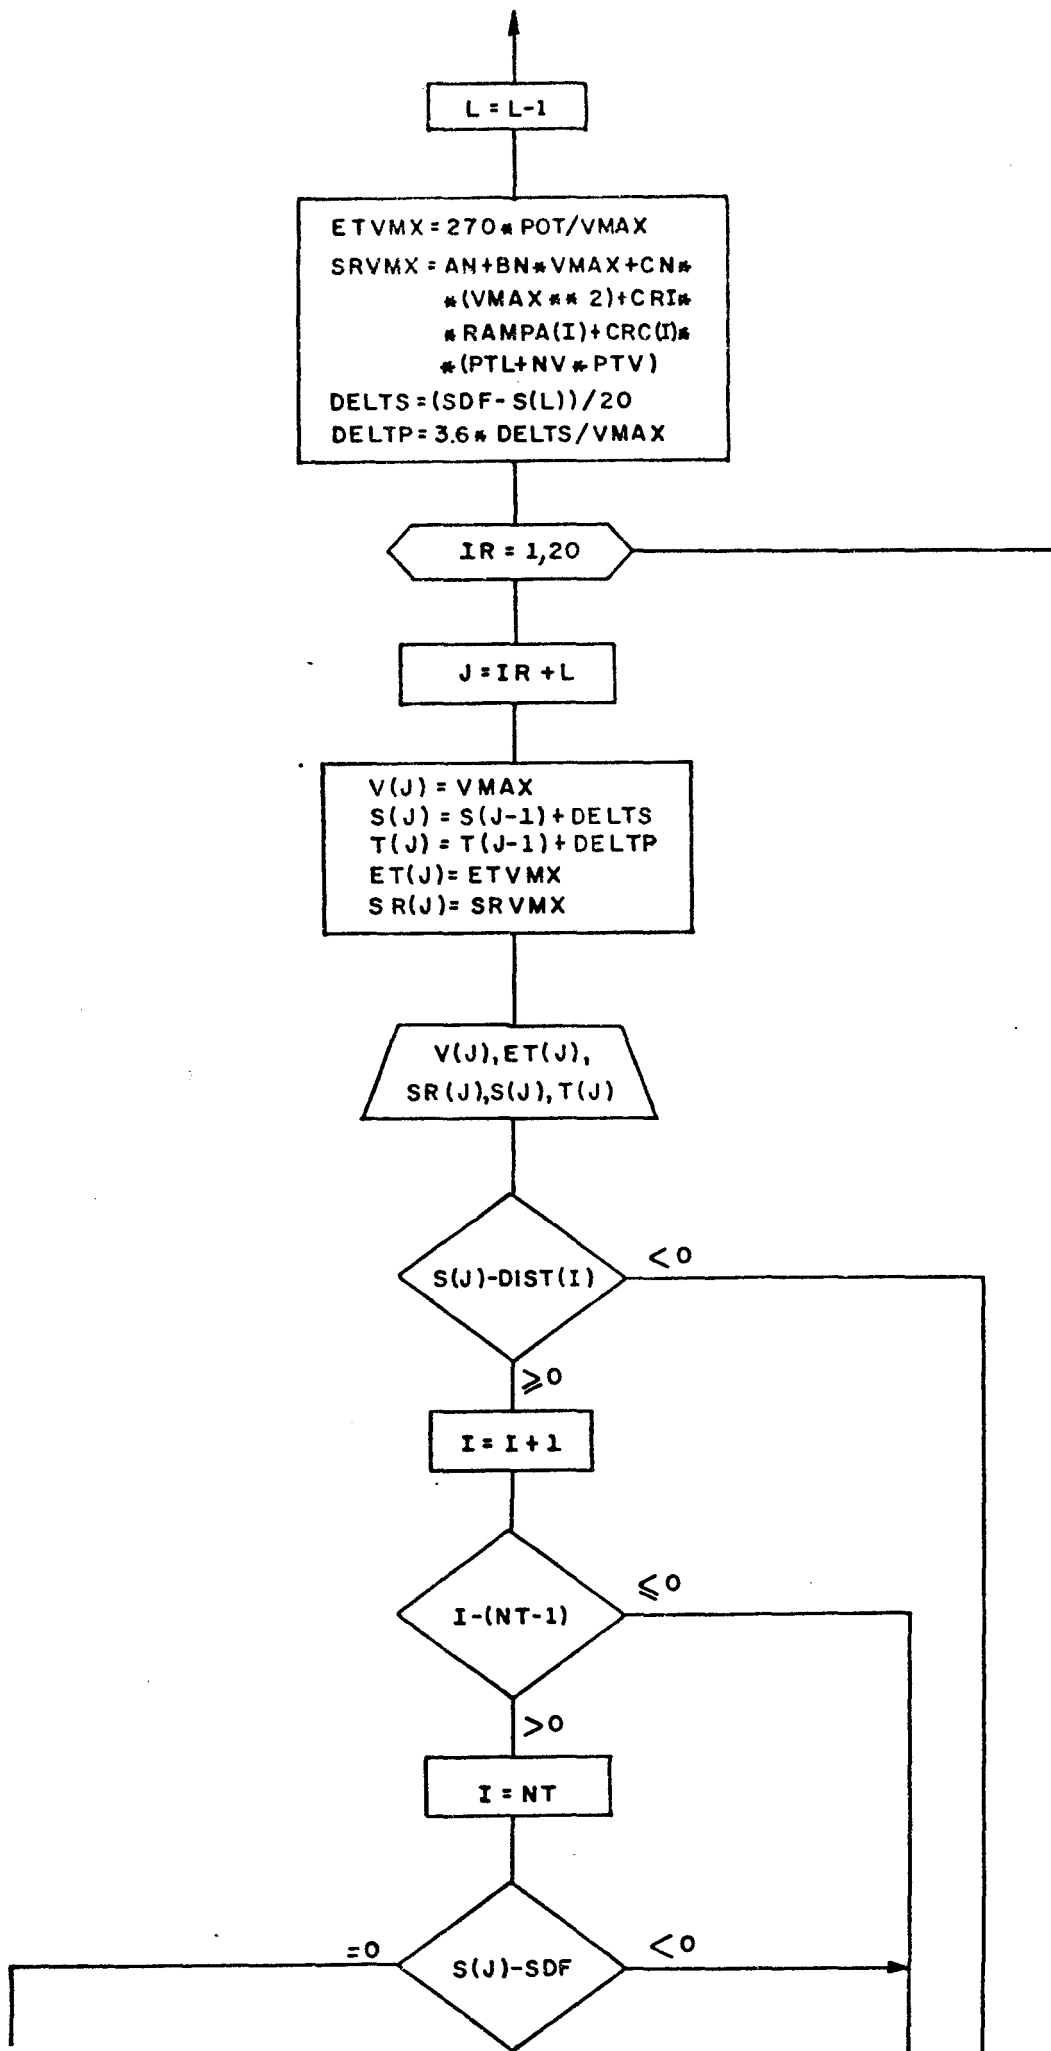 L = L-1
ETVMX = 270 * POT/VMAX
SRVMX = AN+BN*VMAX+CN*
*(VMAX ** 2)+CRI*
*RAMPA(I)+CRC(I)*
*(PTL+NV*PTV)
DELTS = (SDF-S(L))/20
DELTP = 3.6* DELTS/VMAX
IR = 1,20
J = IR + L
V(J) = VMAX
S(J) = S(J-1) + DELTS
T(J) = T(J-1) + DELTP
ET(J) = ETVMX
SR(J) = SRVMX
V(J), ET(J),
SR(J),S(J),T(J)
<0
S(J)-DIST(I)
≥0
I = I+1
≤0
I-(NT-1)
>0
I = NT
=0
<0
S(J)-SDF